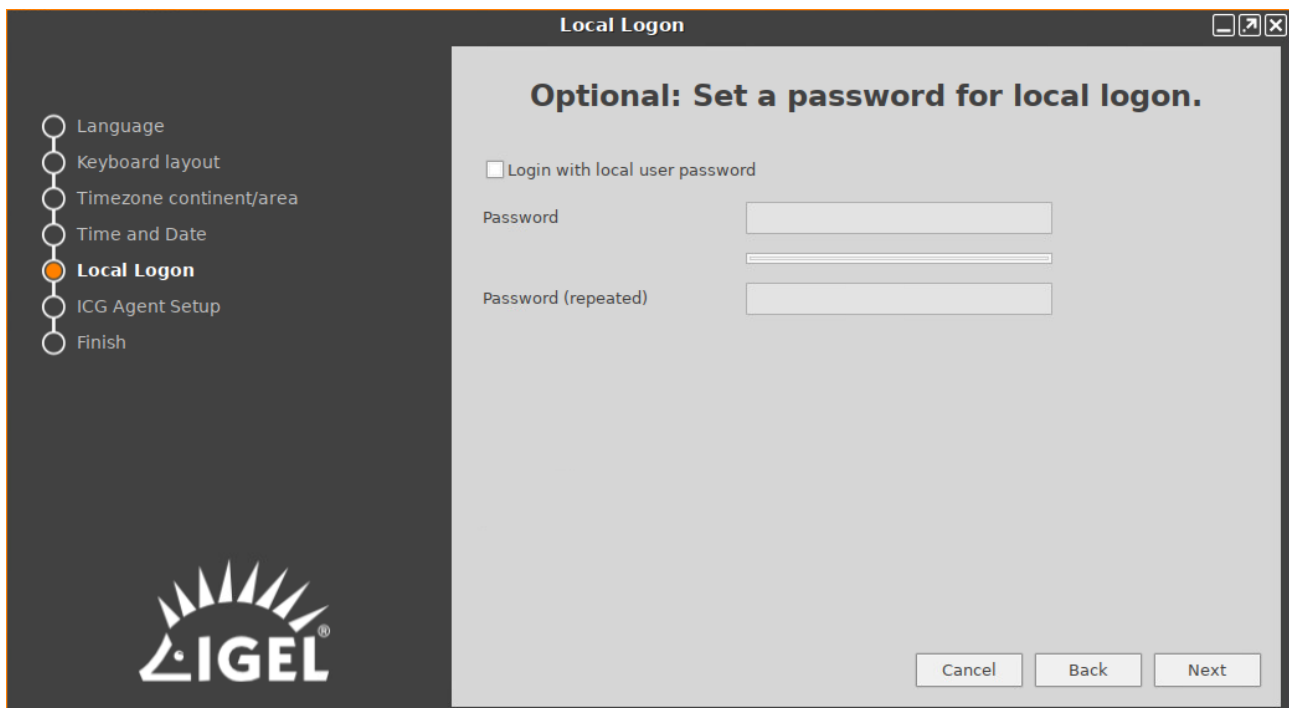 Local Logon
Language
Keyboard layout
Timezone continent/area
Time and Date
Local Logon
ICG Agent Setup
Finish
IGEL®
Optional: Set a password for local logon.
Login with local user password
Password
Password (repeated)
Cancel
Back
Next